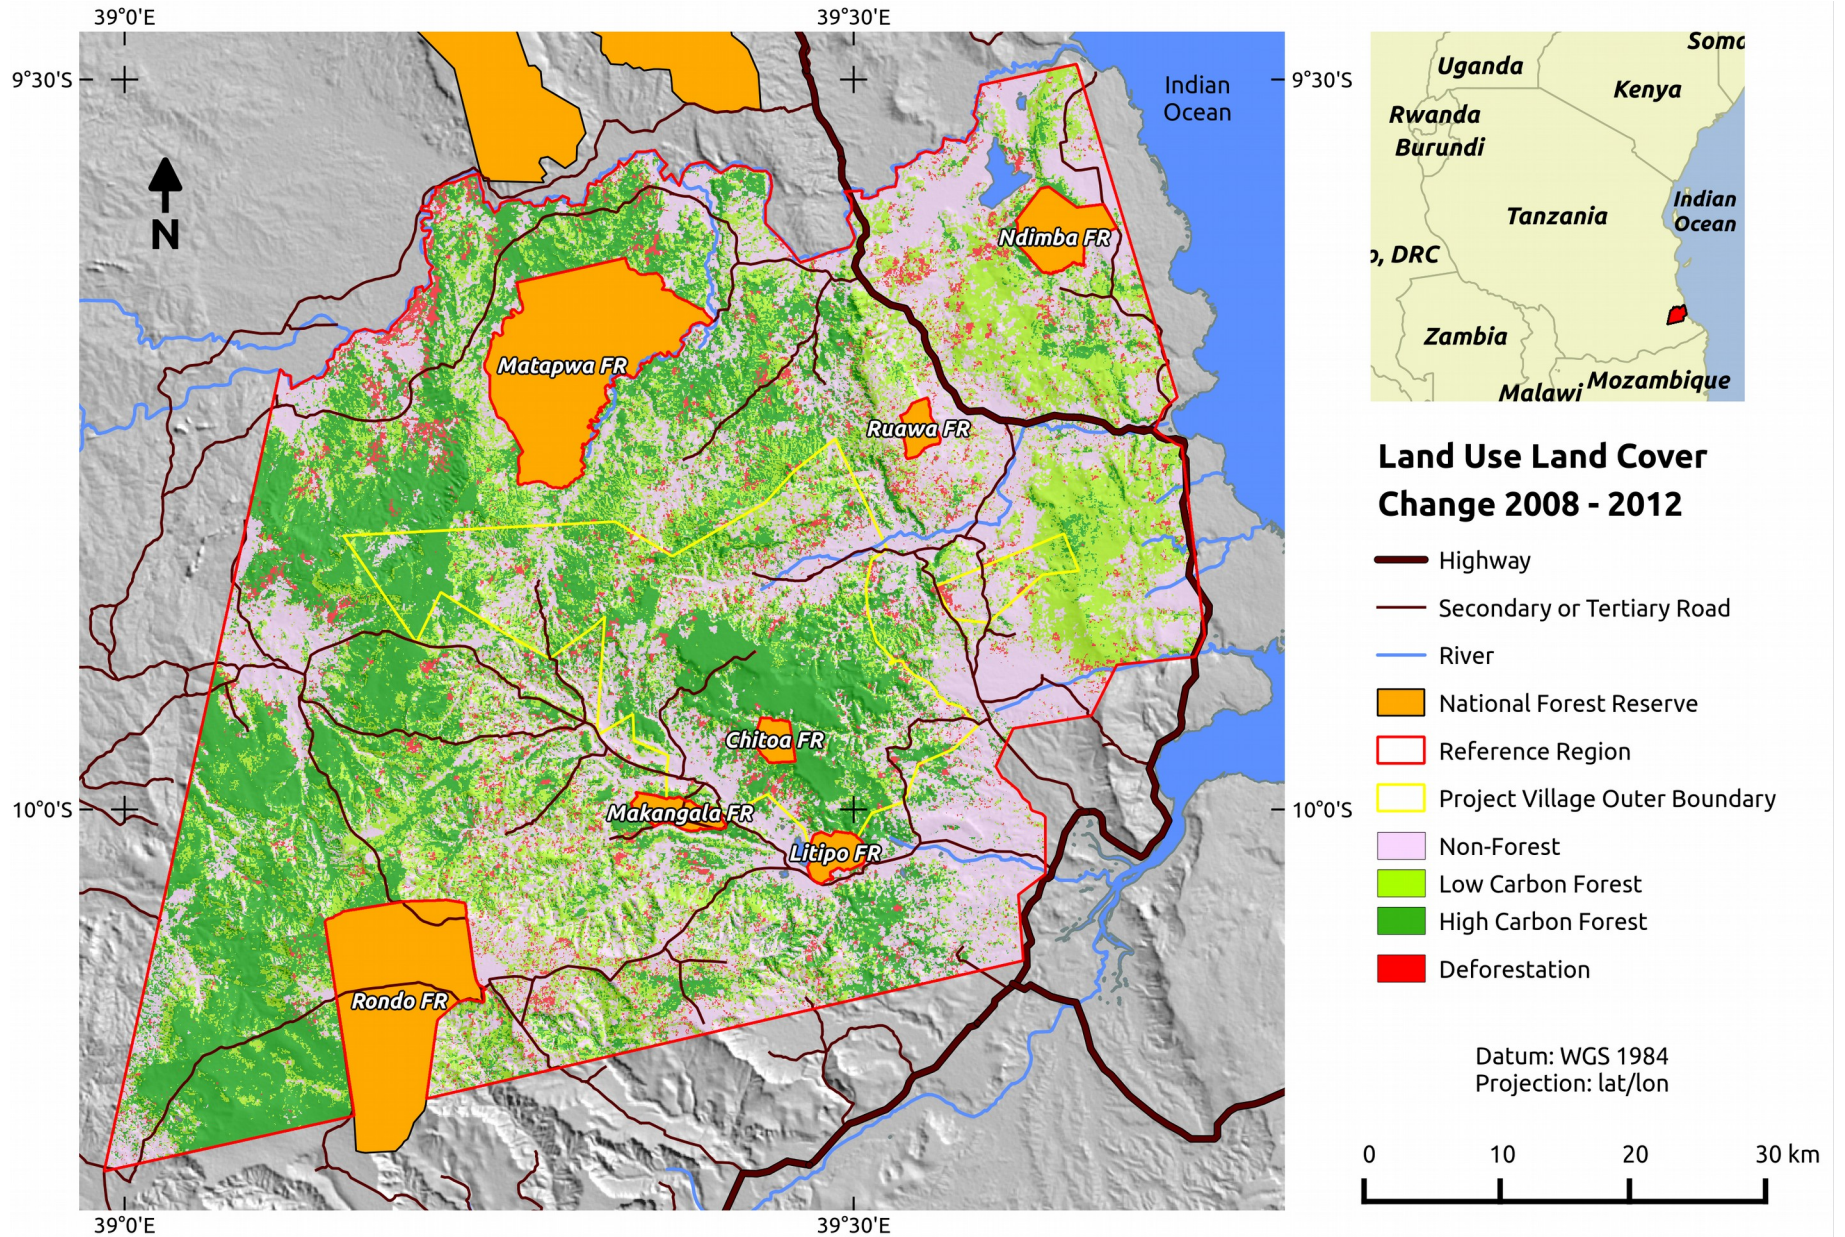 39°0'E
39°30'E
9°30'S
9°30'S
Indian
Ocean
N
Ndimba FR
Matapwa FR
Ruawa FR
Chitoa FR
Makangala FR
10°0'S
10°0'S
Litipo FR
Rondo FR
39°0'E
39°30'E
Soma
Uganda
Kenya
Rwanda
Burundi
Indian
Ocean
Tanzania
o, DRC
Zambia
Malawi
Mozambique
Land Use Land Cover
Change 2008 - 2012
Highway
Secondary or Tertiary Road
River
National Forest Reserve
Reference Region
Project Village Outer Boundary
Non-Forest
Low Carbon Forest
High Carbon Forest
Deforestation
Datum: WGS 1984
Projection: lat/lon
0 10 20 30 km